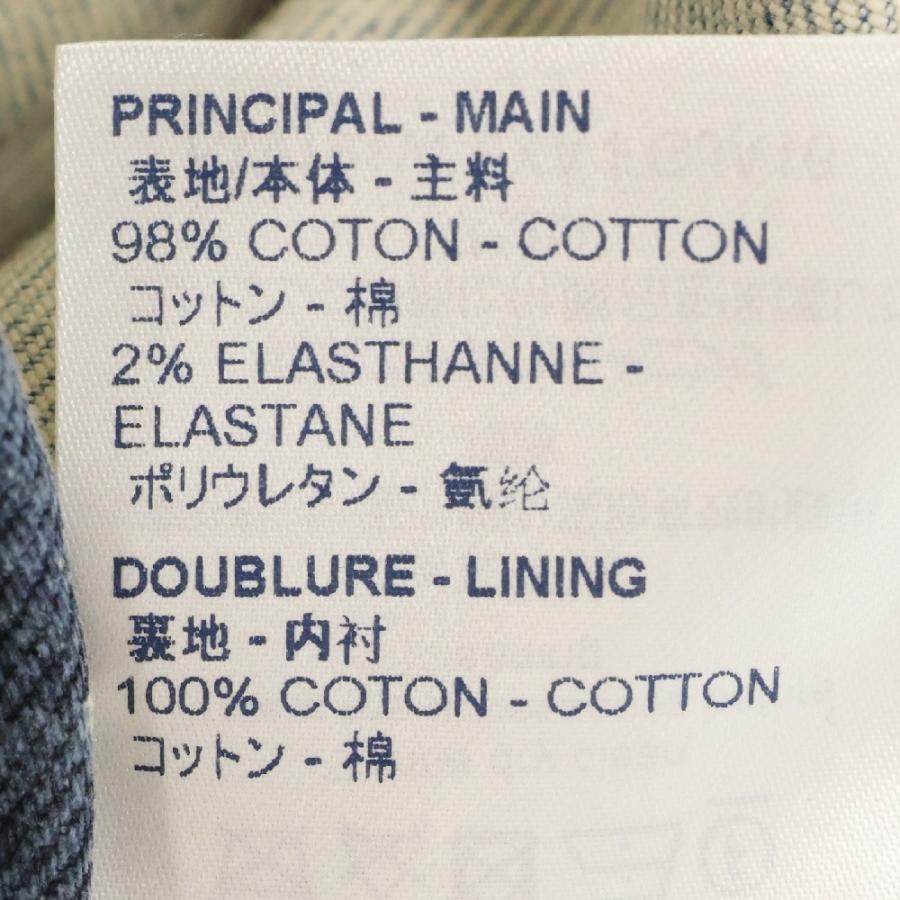 PRINCIPAL - MAIN
表地/本体 - 主料
98% COTON - COTTON
コットン - 棉
2% ELASTHANNE -
ELASTANE
ポリウレタン - 氨纶
DOUBLURE - LINING
裏地 - 内衬
100% COTON - COTTON
コットン - 棉